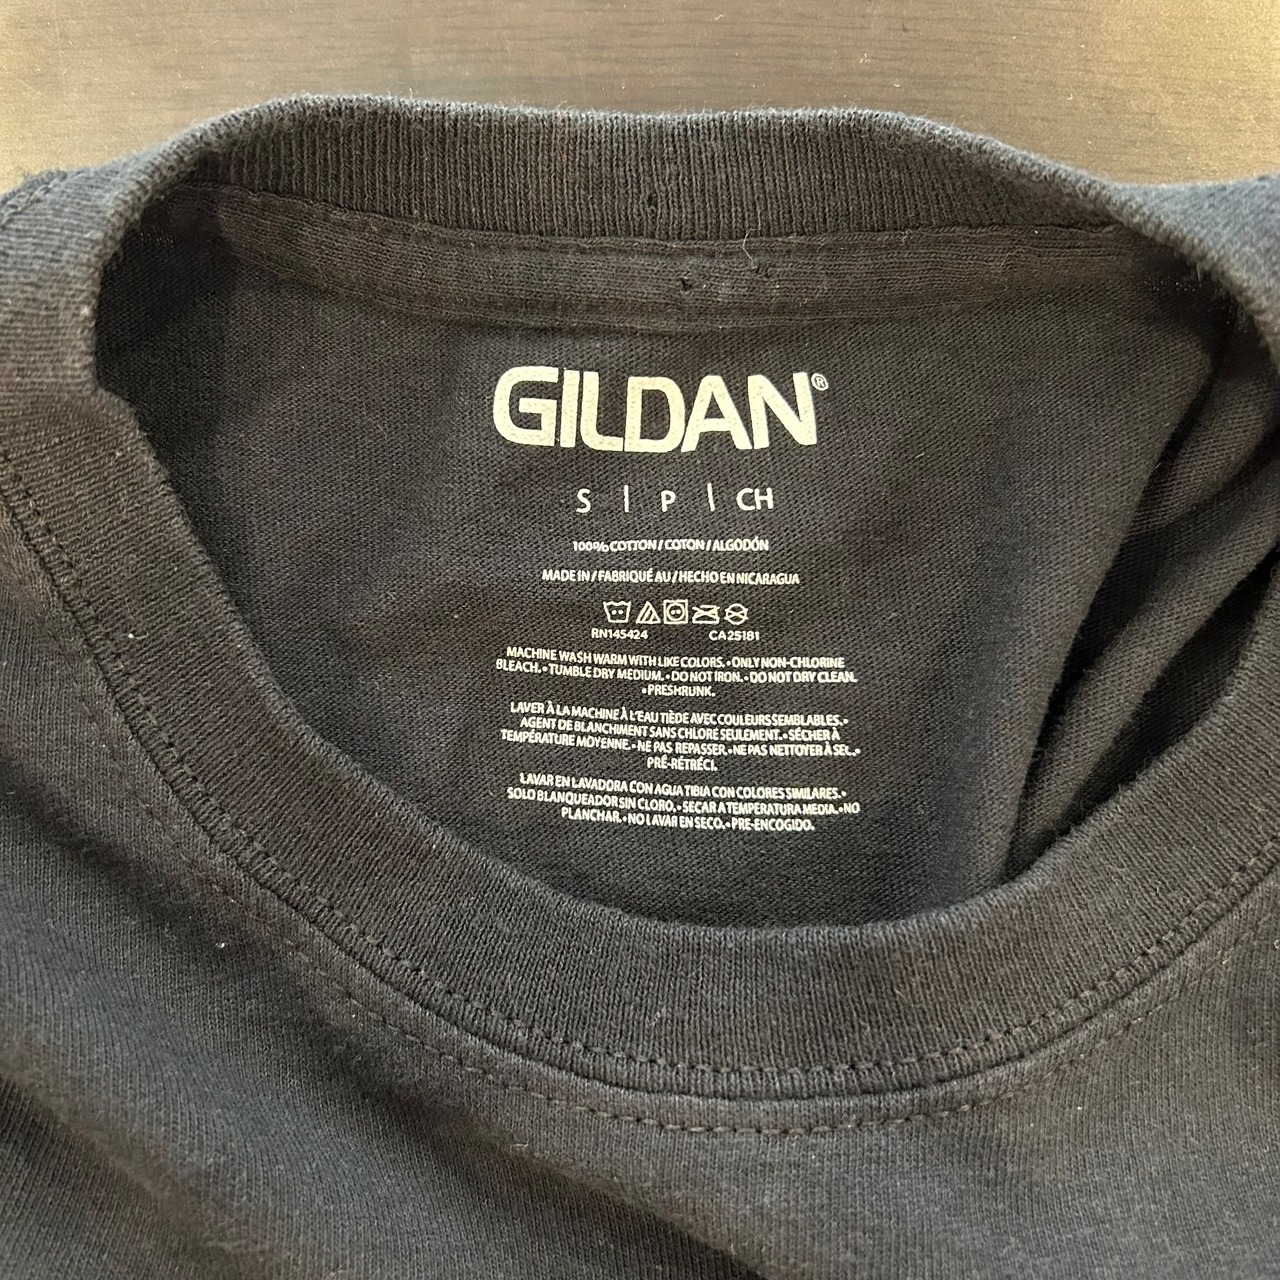 GILDAN®
S | P | CH
100% COTTON / COTON / ALGODÓN
MADE IN / FABRIQUÉ AU / HECHO EN NICARAGUA
RN145424 CA25181
MACHINE WASH WARM WITH LIKE COLORS. • ONLY NON-CHLORINE
BLEACH. • TUMBLE DRY MEDIUM. • DO NOT IRON. • DO NOT DRY CLEAN.
• PRESHRUNK.
LAVER À LA MACHINE À L'EAU TIÈDE AVEC COULEURS SEMBLABLES. •
AGENT DE BLANCHIMENT SANS CHLORE SEULEMENT. • SÉCHER À
TEMPÉRATURE MOYENNE. • NE PAS REPASSER. • NE PAS NETTOYER À SEC. •
PRÉ-RÉTRÉCI.
LAVAR EN LAVADORA CON AGUA TIBIA CON COLORES SIMILARES. •
SOLO BLANQUEADOR SIN CLORO. • SECAR A TEMPERATURA MEDIA. • NO
PLANCHAR. • NO LAVAR EN SECO. • PRE-ENCOGIDO.